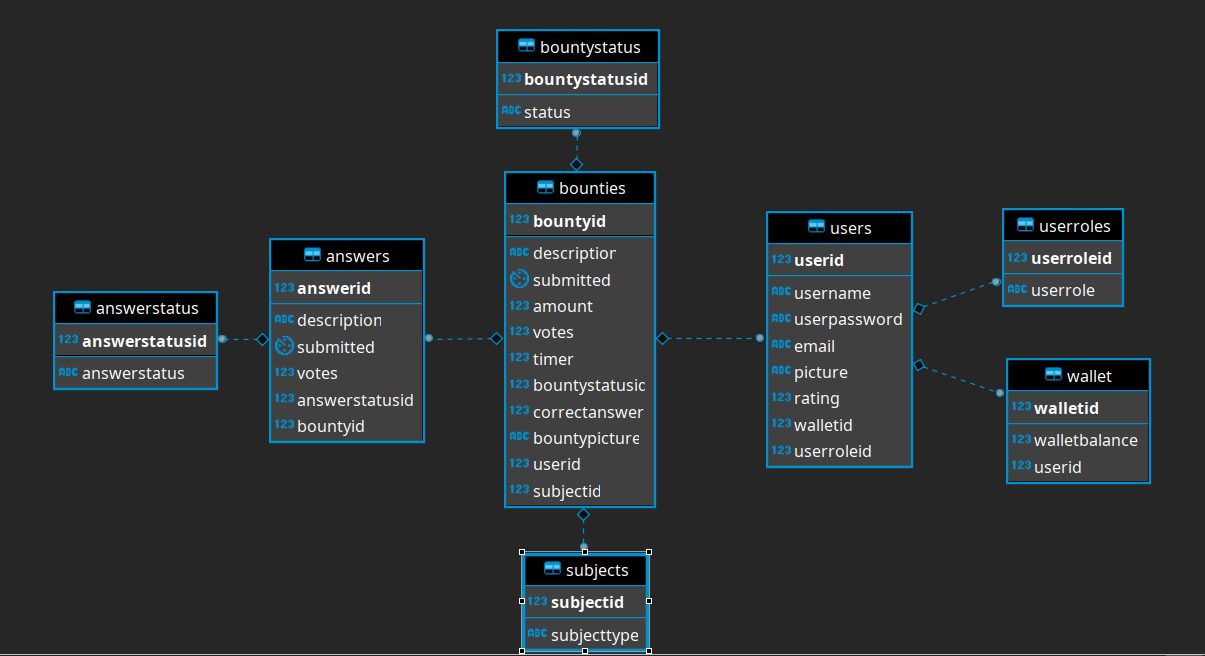 bountystatus
123 bountystatusid
ABC status
bounties
123 bountyid
ABC description
submitted
123 amount
123 votes
123 timer
123 bountystatusid
123 correctanswer
ABC bountypicture
123 userid
123 subjectid
answers
123 answerid
ABC description
submitted
123 votes
123 answerstatusid
123 bountyid
answerstatus
123 answerstatusid
ABC answerstatus
users
123 userid
ABC username
ABC userpassword
ABC email
ABC picture
123 rating
123 walletid
123 userroleid
userroles
123 userroleid
ABC userrole
wallet
123 walletid
123 walletbalance
123 userid
subjects
123 subjectid
ABC subjecttype